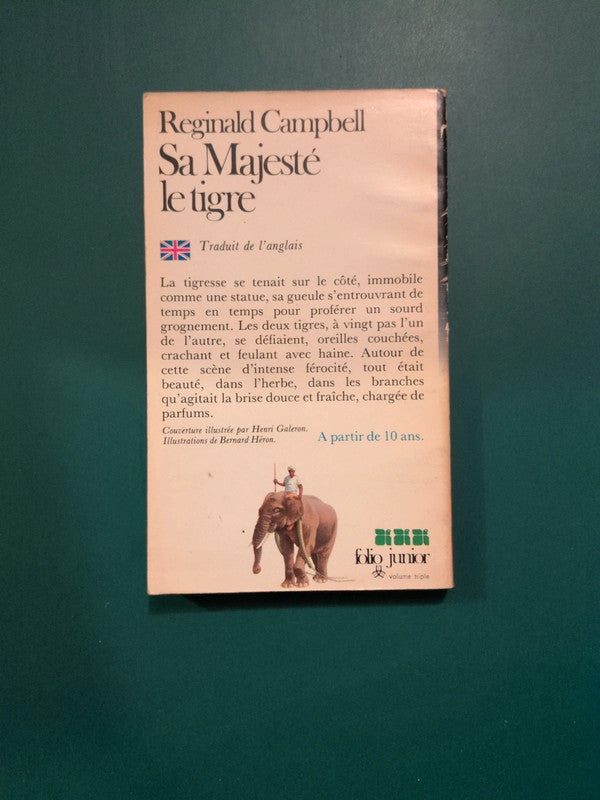 Reginald Campbell
Sa Majesté
le tigre
Traduit de l'anglais
La tigresse se tenait sur le côté, immobile
comme une statue, sa gueule s'entrouvrant de
temps en temps pour proférer un sourd
grognement. Les deux tigres, à vingt pas l'un
de l'autre, se défiaient, oreilles couchées,
crachant et feulant avec haine. Autour de
cette scène d'intense férocité, tout était
beauté, dans l'herbe, dans les branches
qu'agitait la brise douce et fraîche, chargée de
parfums.
Couverture illustrée par Henri Galeron.
Illustrations de Bernard Héron.
A partir de 10 ans.
folio junior
volume triple